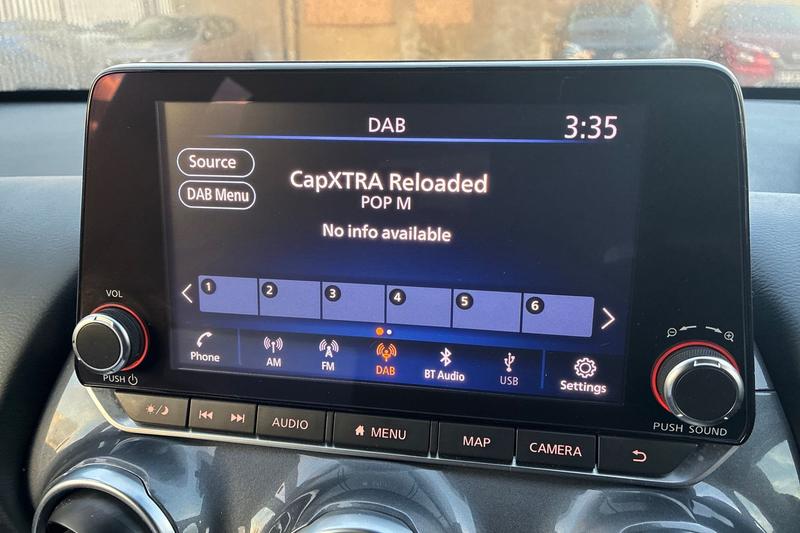 DAB
3:35
Source
DAB Menu
CapXTRA Reloaded
POP M
No info available
1 2 3 4 5 6
Phone AM FM DAB BT Audio USB Settings
VOL
PUSH
PUSH SOUND
AUDIO MENU MAP CAMERA